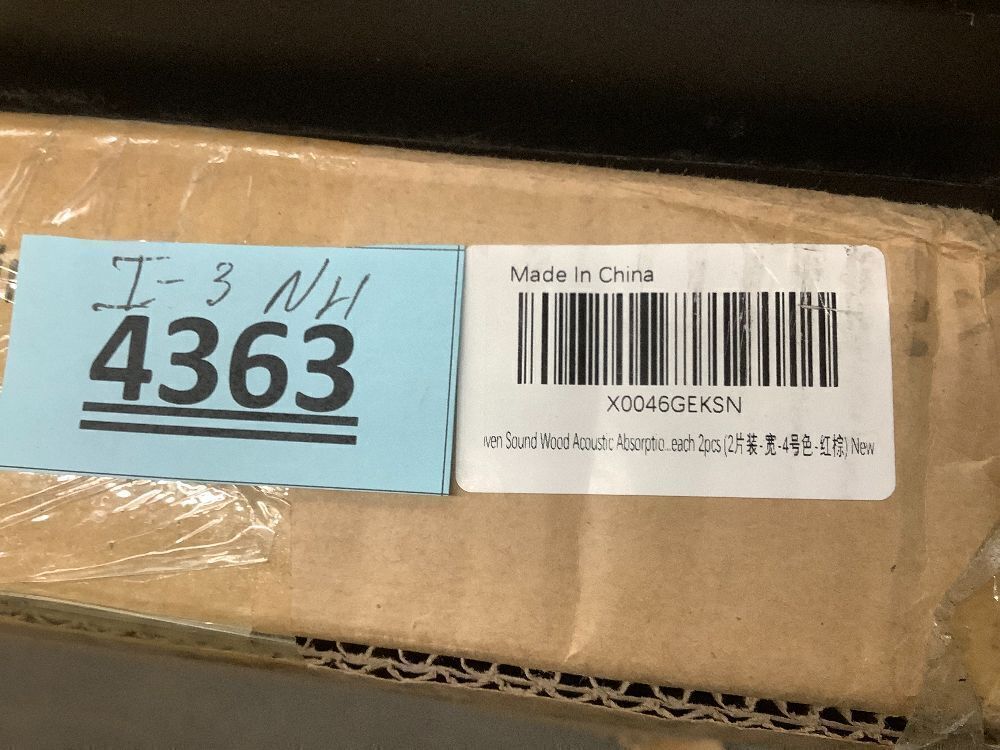 I-3 NH
4363
Made In China
X0046GEKSN
ven Sound Wood Acoustic Absorptio...each 2pcs (2片装-宽-4号色-红棕) New